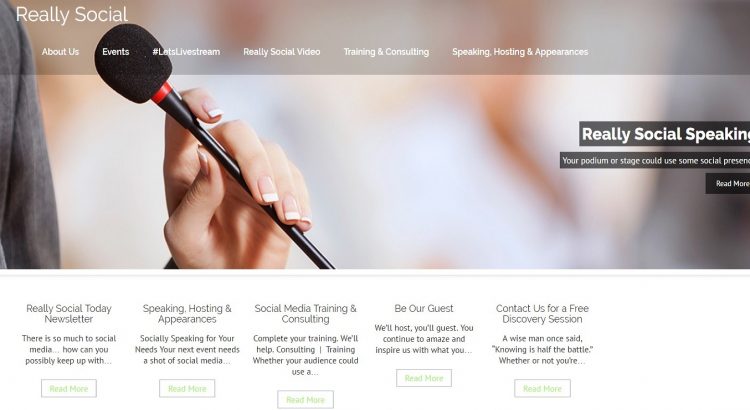 Really Social
About Us Events #LetsLivestream Really Social Video Training & Consulting Speaking, Hosting & Appearances
Really Social Speaking
Your podium or stage could use some social presenc
Read More
Really Social Today
Newsletter
There is so much to social
media… how can you
possibly keep up with…
Read More
Speaking, Hosting &
Appearances
Socially Speaking for Your
Needs Your next event needs
a shot of social media…
Read More
Social Media Training &
Consulting
Complete your training. We'll
help. Consulting | Training
Whether your audience could
use a…
Read More
Be Our Guest
We'll host, you'll guest. You
continue to amaze and
inspire us with what you…
Read More
Contact Us for a Free
Discovery Session
A wise man once said,
"Knowing is half the battle."
Whether or not you're…
Read More